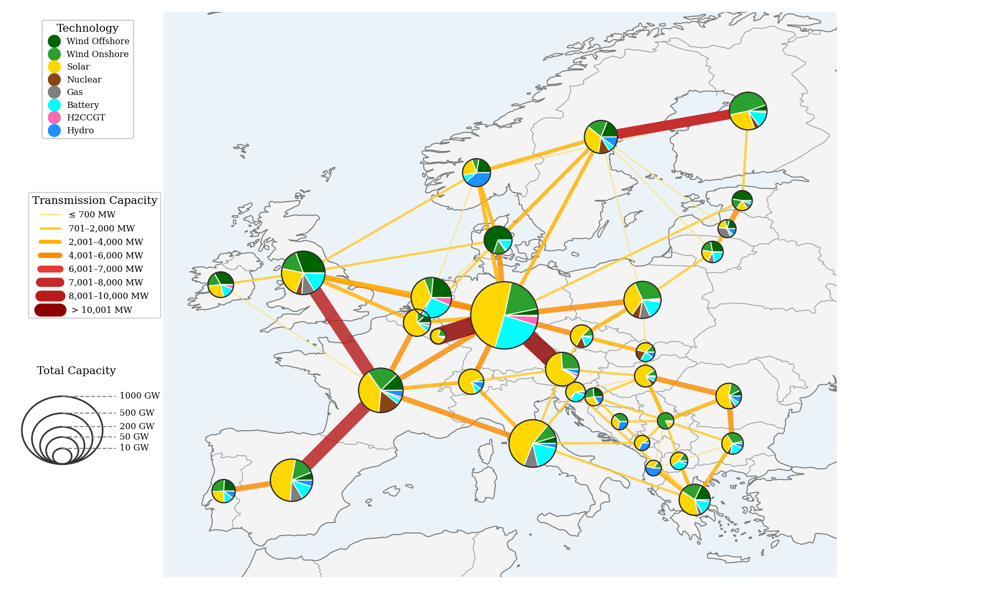 Technology
Wind Offshore
Wind Onshore
Solar
Nuclear
Gas
Battery
H2CCGT
Hydro
Transmission Capacity
≤ 700 MW
701–2,000 MW
2,001–4,000 MW
4,001–6,000 MW
6,001–7,000 MW
7,001–8,000 MW
8,001–10,000 MW
> 10,001 MW
Total Capacity
1000 GW
500 GW
200 GW
50 GW
10 GW